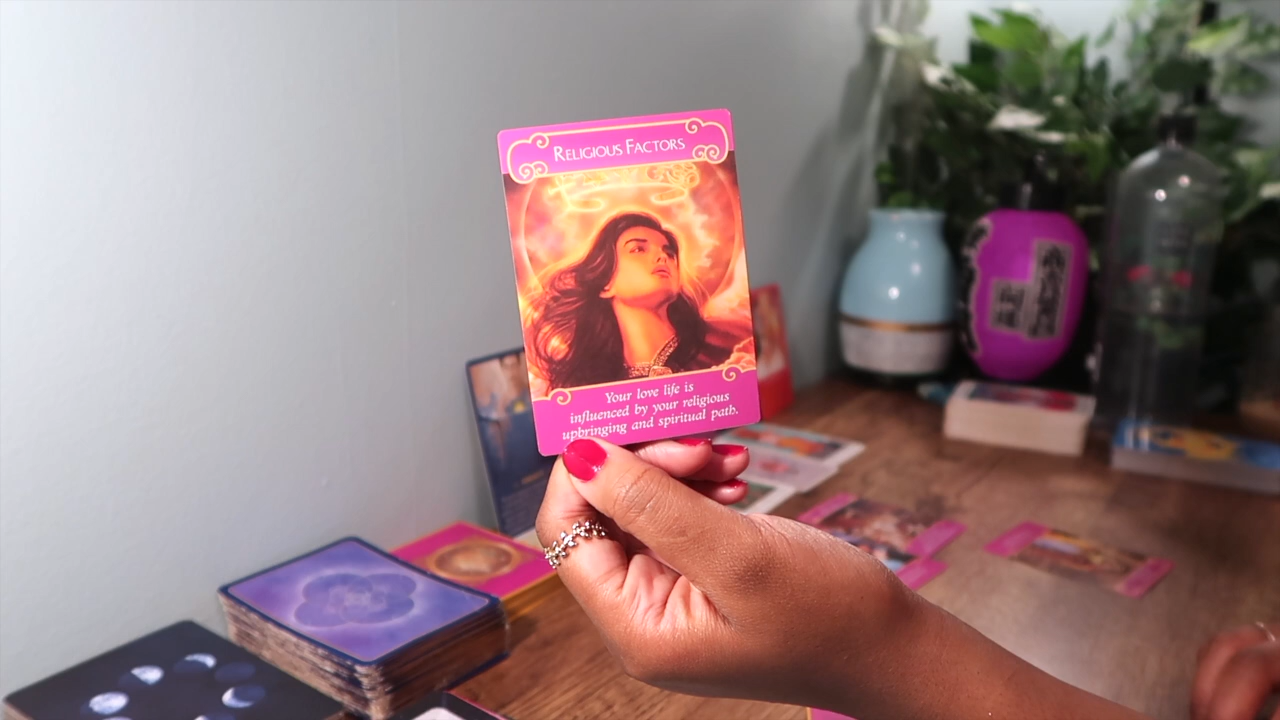 RELIGIOUS FACTORS
Your love life is
influenced by your religious
upbringing and spiritual path.